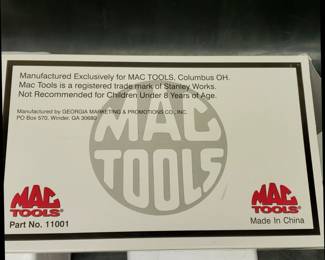 Manufactured Exclusively for MAC TOOLS, Columbus OH.
Mac Tools is a registered trade mark of Stanley Works.
Not Recommended for Children Under 8 Years of Age.
Manufactured by GEORGIA MARKETING & PROMOTIONS CO., INC.
PO Box 570, Winder, GA 30680
MAC
TOOLS
MAC
TOOLS®
Part No. 11001
MAC
TOOLS®
Made In China